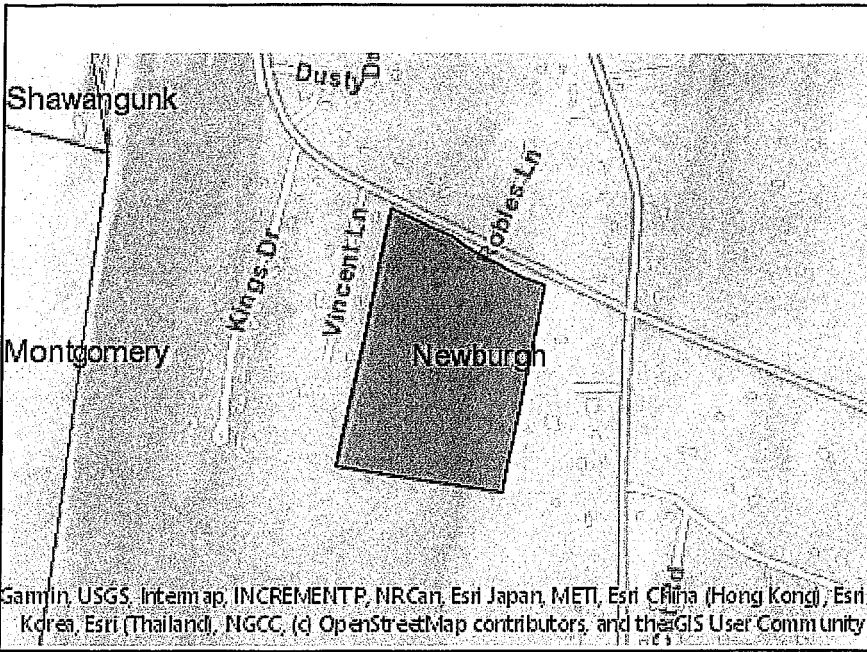 Dusty
Shawangunk
Robles Ln
Kings Dr
Vincent Ln
Montgomery
Newburgh
Garmin, USGS, Intermap, INCREMENT P, NRCan, Esri Japan, METI, Esri China (Hong Kong), Esri
Korea, Esri (Thailand), NGCC, (c) OpenStreetMap contributors, and the GIS User Community